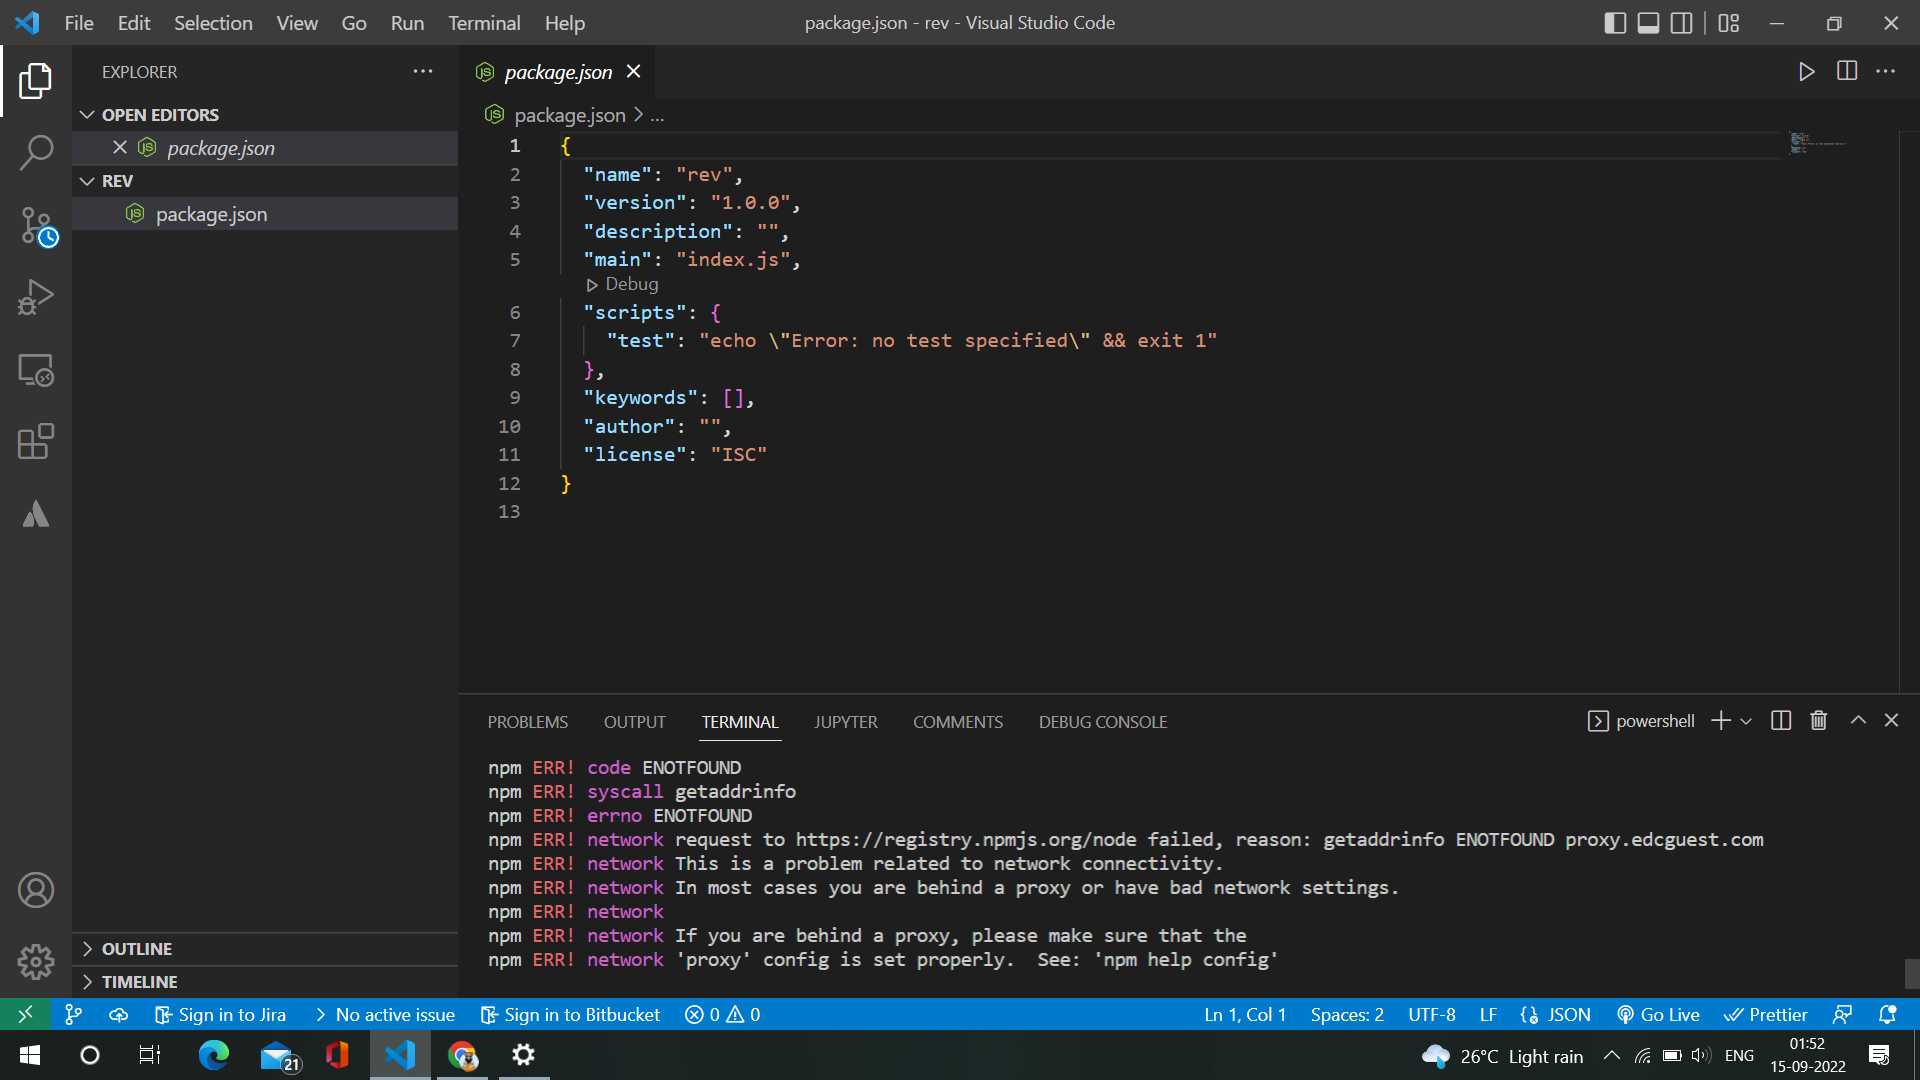 File Edit Selection View Go Run Terminal Help
package.json - rev - Visual Studio Code
EXPLORER
OPEN EDITORS
package.json
REV
package.json
OUTLINE
TIMELINE
package.json
package.json > ...
1 {
2 "name": "rev",
3 "version": "1.0.0",
4 "description": "",
5 "main": "index.js",
Debug
6 "scripts": {
7 "test": "echo \"Error: no test specified\" && exit 1"
8 },
9 "keywords": [],
10 "author": "",
11 "license": "ISC"
12 }
13
PROBLEMS OUTPUT TERMINAL JUPYTER COMMENTS DEBUG CONSOLE
powershell
npm ERR! code ENOTFOUND
npm ERR! syscall getaddrinfo
npm ERR! errno ENOTFOUND
npm ERR! network request to https://registry.npmjs.org/node failed, reason: getaddrinfo ENOTFOUND proxy.edcguest.com
npm ERR! network This is a problem related to network connectivity.
npm ERR! network In most cases you are behind a proxy or have bad network settings.
npm ERR! network
npm ERR! network If you are behind a proxy, please make sure that the
npm ERR! network 'proxy' config is set properly.  See: 'npm help config'
Sign in to Jira No active issue Sign in to Bitbucket 0 0
Ln 1, Col 1 Spaces: 2 UTF-8 LF {} JSON Go Live Prettier
21
26°C Light rain ENG
01:52
15-09-2022